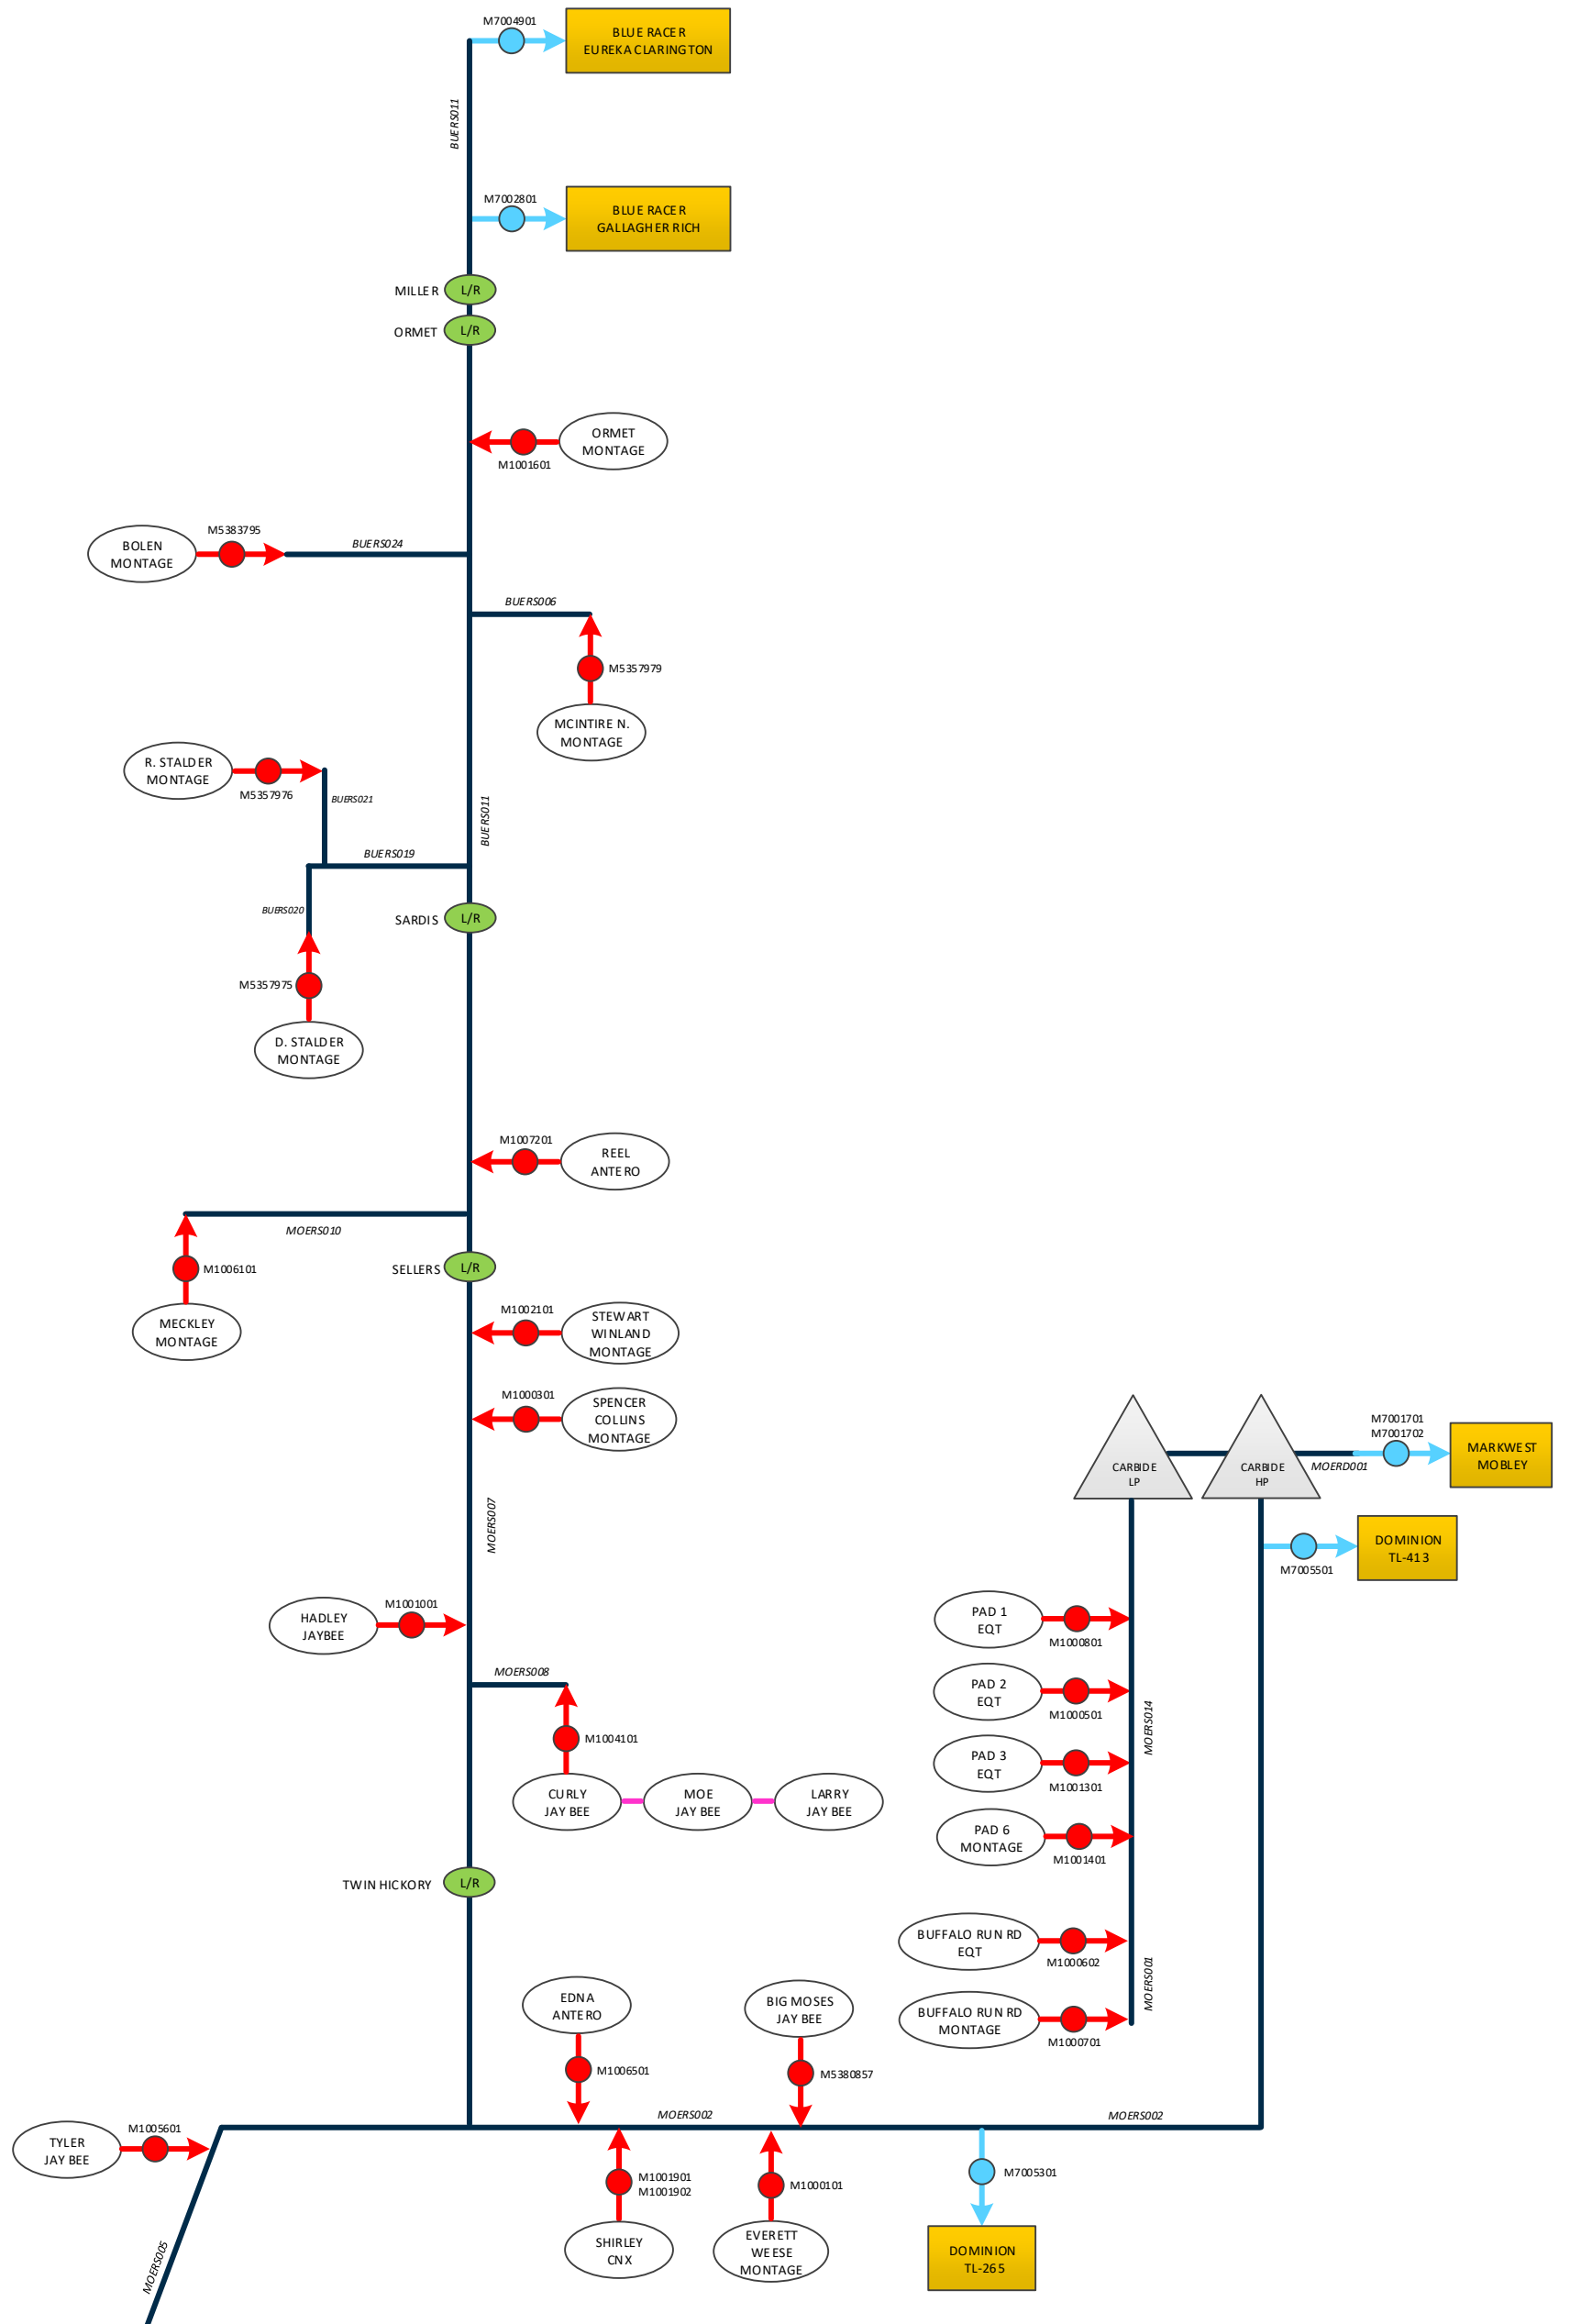 M7004901
BLUE RACER
EUREKA CLARINGTON
BUERS011
M7002801
BLUE RACER
GALLAGHER RICH
MILLER
L/R
ORMET
L/R
ORMET
MONTAGE
M1001601
M5383795
BOLEN
MONTAGE
BUERS024
BUERS006
M5357979
MCINTIRE N.
MONTAGE
R. STALDER
MONTAGE
M5357976
BUERS021
BUERS011
BUERS019
BUERS020
SARDIS
L/R
M5357975
D. STALDER
MONTAGE
M1007201
REEL
ANTERO
MOERS010
M1006101
SELLERS
L/R
MECKLEY
MONTAGE
M1002101
STEWART
WINLAND
MONTAGE
M1000301
SPENCER
COLLINS
MONTAGE
M7001701
M7001702
MARKWEST
MOBLEY
CARBIDE
LP
CARBIDE
HP
MOERD001
MOERS007
DOMINION
TL-413
M7005501
HADLEY
JAYBEE
M1001001
PAD 1
EQT
M1000801
MOERS008
PAD 2
EQT
M1000501
MOERS014
M1004101
PAD 3
EQT
M1001301
CURLY
JAY BEE
MOE
JAY BEE
LARRY
JAY BEE
PAD 6
MONTAGE
M1001401
TWIN HICKORY
L/R
BUFFALO RUN RD
EQT
M1000602
MOERS001
EDNA
ANTERO
BIG MOSES
JAY BEE
BUFFALO RUN RD
MONTAGE
M1000701
M1006501
M5380857
MOERS002
MOERS002
M1005601
TYLER
JAY BEE
M1001901
M1001902
M1000101
M7005301
SHIRLEY
CNX
EVERETT
WEESE
MONTAGE
DOMINION
TL-265
MOERS005